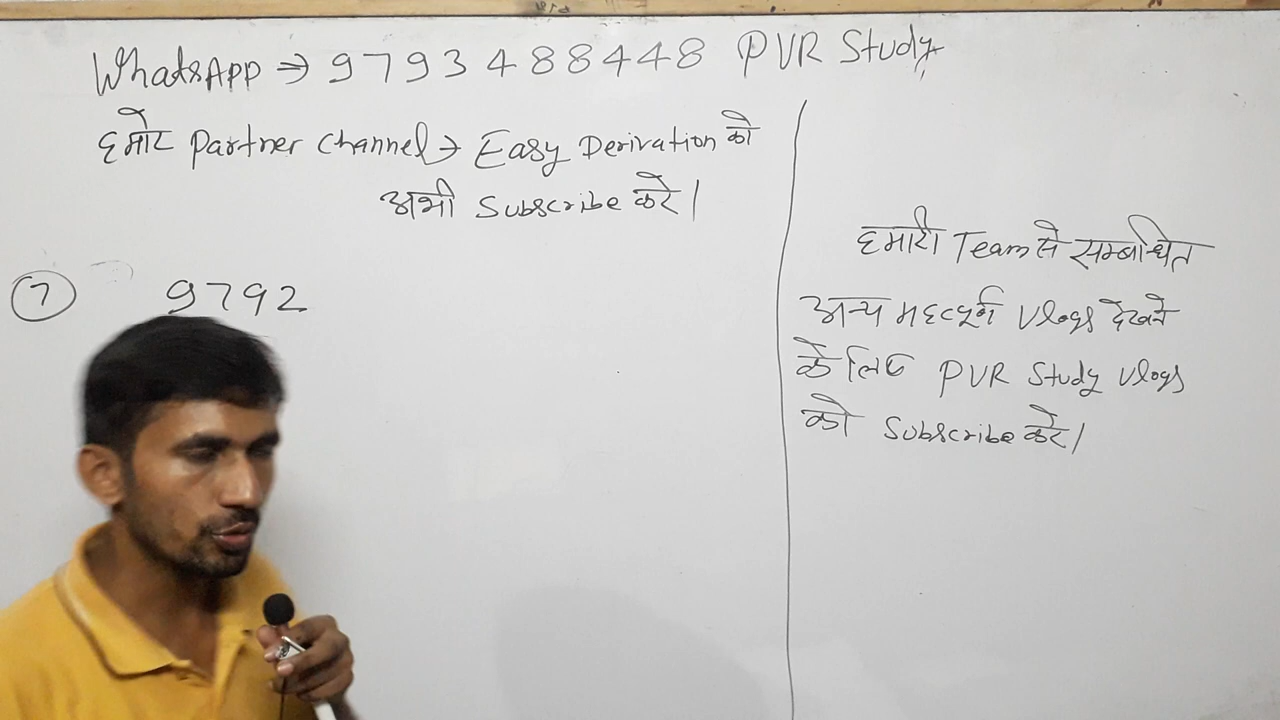 WhatsApp → 9793488448 PVR Study
हमारे Partner Channel → Easy Derivation को
अभी Subscribe करे।
हमारी Team से सम्बन्धित
अन्य महत्वपूर्ण Vlogs देखने
के लिए PVR Study Vlogs
को Subscribe करे।
7 9792